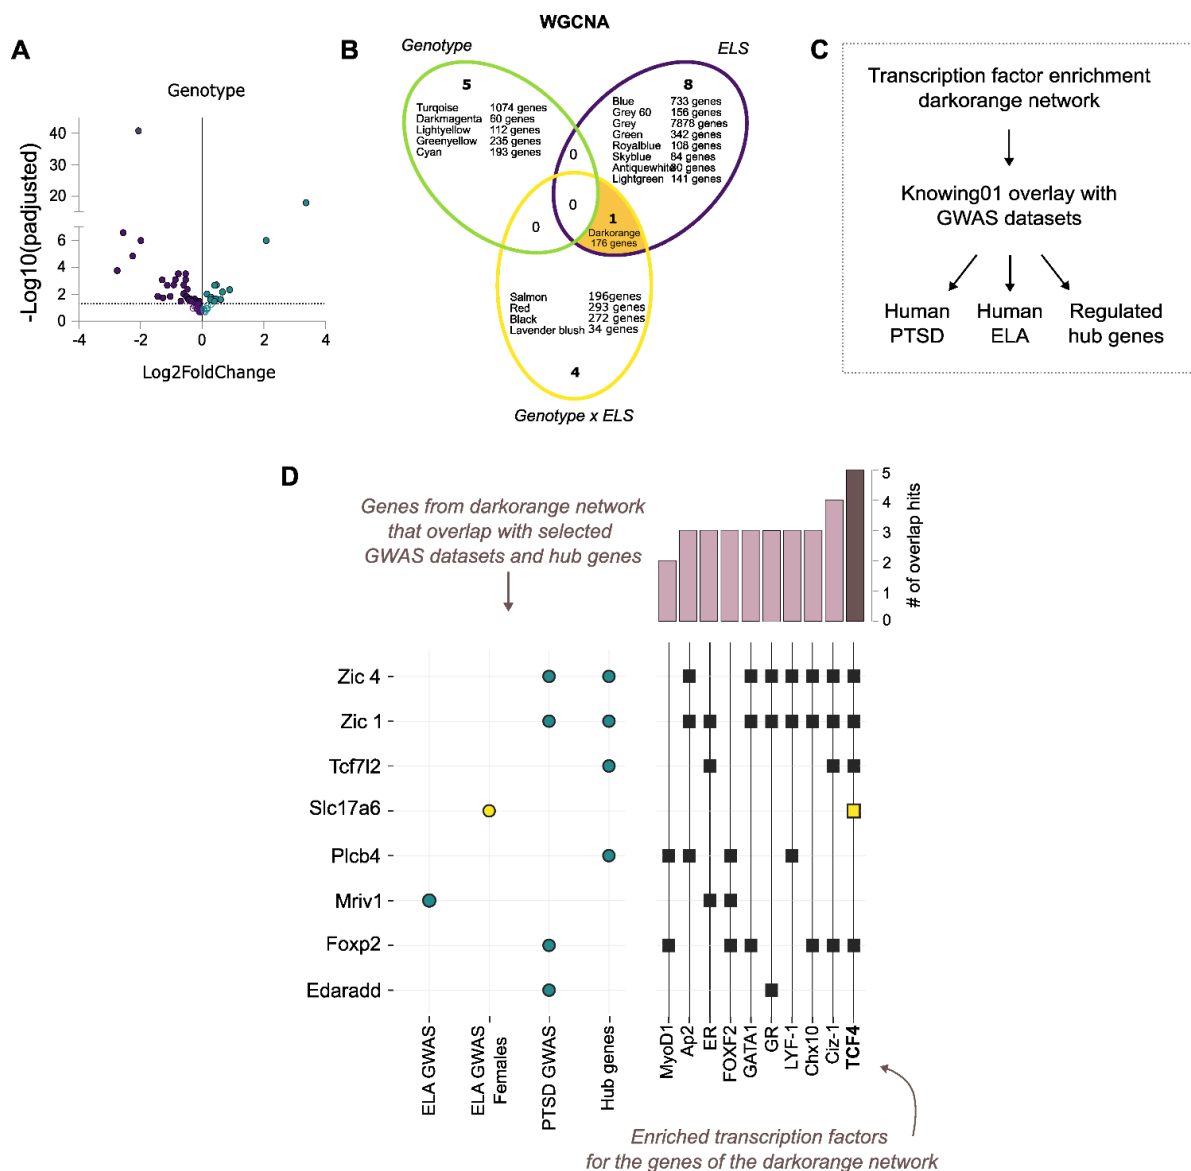 WGCNA
A
Genotype
-Log10(padjusted)
40
30
20
6
4
2
0
-4
-2
0
2
4
Log2FoldChange
B
Genotype
ELS
5
Turqoise 1074 genes
Darkmagenta 60 genes
Lightyellow 112 genes
Greenyellow 235 genes
Cyan 193 genes
8
Blue 733 genes
Grey 60 156 genes
Grey 7878 genes
Green 342 genes
Royalblue 108 genes
Skyblue 84 genes
Antiquewhite 80 genes
Lightgreen 141 genes
0
0
0
1
Darkorange
176 genes
Salmon 196genes
Red 293 genes
Black 272 genes
Lavender blush 34 genes
4
Genotype x ELS
C
Transcription factor enrichment
darkorange network
Knowing01 overlay with
GWAS datasets
Human
PTSD
Human
ELA
Regulated
hub genes
D
Genes from darkorange network
that overlap with selected
GWAS datasets and hub genes
5
4
3
2
1
0
# of overlap hits
Zic 4
Zic 1
Tcf7l2
Slc17a6
Plcb4
Mriv1
Foxp2
Edaradd
ELA GWAS
ELA GWAS
Females
PTSD GWAS
Hub genes
MyoD1
Ap2
ER
FOXF2
GATA1
GR
LYF-1
Chx10
Ciz-1
TCF4
Enriched transcription factors
for the genes of the darkorange network